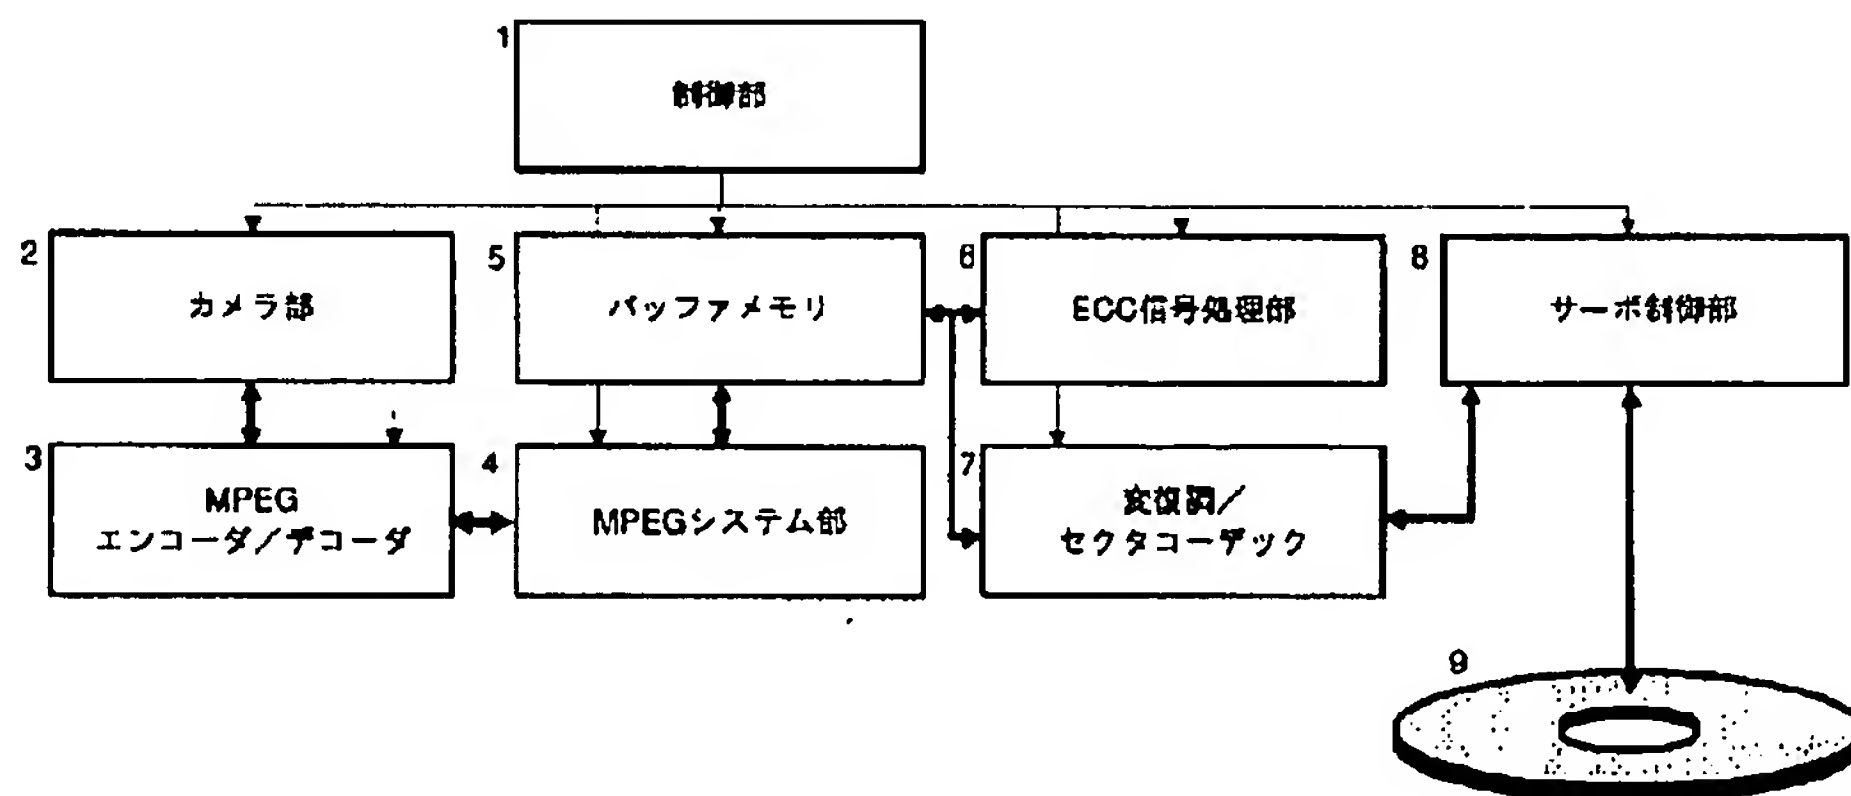 1
制御部
2
カメラ部
5
バッファメモリ
6
ECC信号処理部
8
サーボ制御部
3
MPEG
エンコーダ/デコーダ
4
MPEGシステム部
7
変復調/
セクタコーデック
9